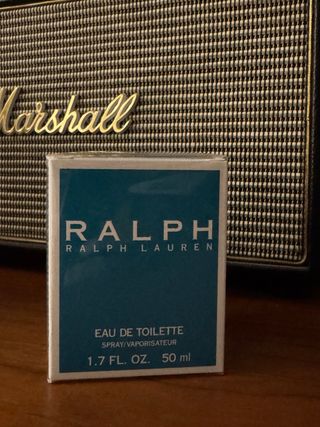 Marshall
RALPH
RALPH LAUREN
EAU DE TOILETTE
SPRAY/VAPORISATEUR
1.7 FL. OZ. 50 ml